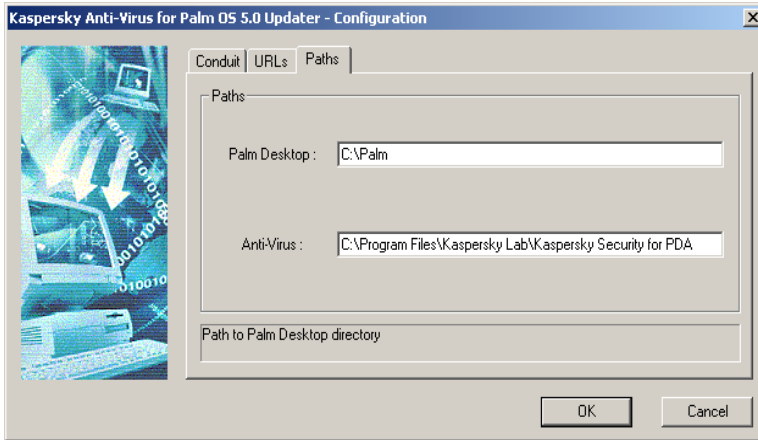 Kaspersky Anti-Virus for Palm OS 5.0 Updater - Configuration
Conduit URLs Paths
Paths
Palm Desktop : C:\Palm
Anti-Virus : C:\Program Files\Kaspersky Lab\Kaspersky Security for PDA
Path to Palm Desktop directory
OK Cancel